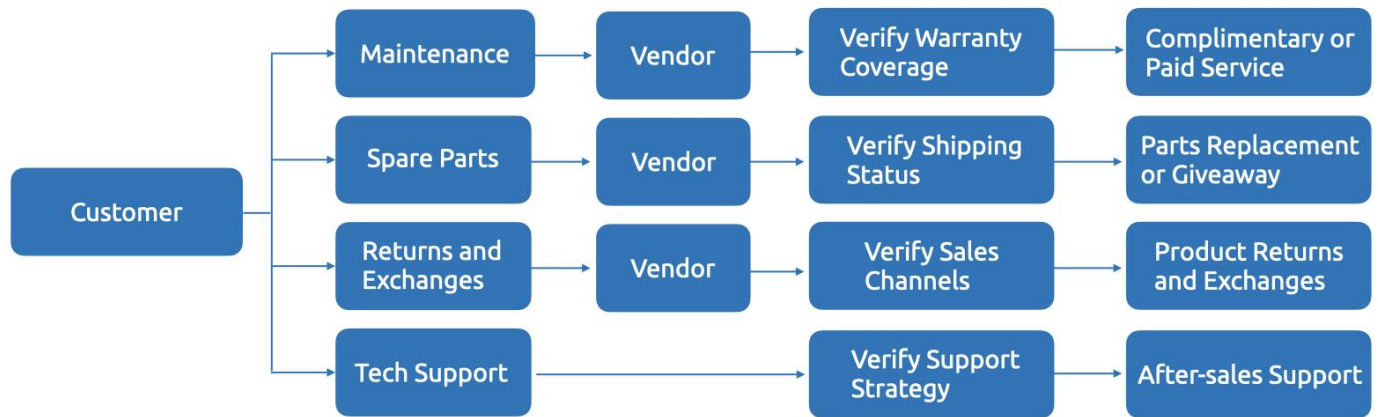 Maintenance
Vendor
Verify Warranty
Coverage
Complimentary or
Paid Service
Spare Parts
Vendor
Verify Shipping
Status
Parts Replacement
or Giveaway
Customer
Returns and
Exchanges
Vendor
Verify Sales
Channels
Product Returns
and Exchanges
Tech Support
Verify Support
Strategy
After-sales Support